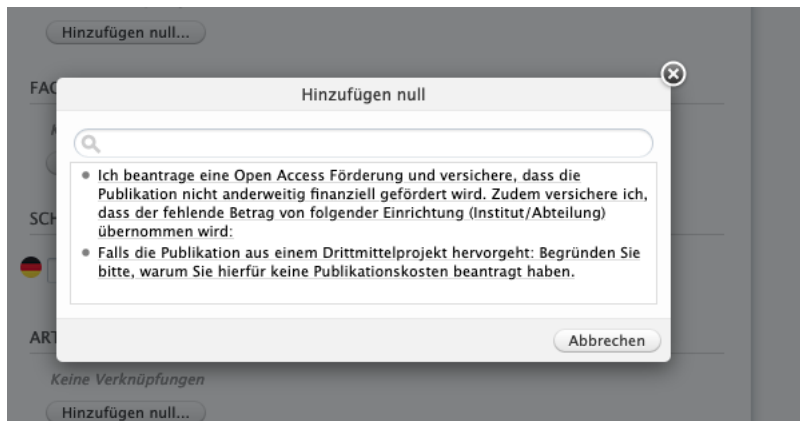 Hinzufügen null...
FAC
Hinzufügen null
Ich beantrage eine Open Access Förderung und versichere, dass die
Publikation nicht anderweitig finanziell gefördert wird. Zudem versichere ich,
dass der fehlende Betrag von folgender Einrichtung (Institut/Abteilung)
übernommen wird:
Falls die Publikation aus einem Drittmittelprojekt hervorgeht: Begründen Sie
bitte, warum Sie hierfür keine Publikationskosten beantragt haben.
SCH
Abbrechen
ART
Keine Verknüpfungen
Hinzufügen null...